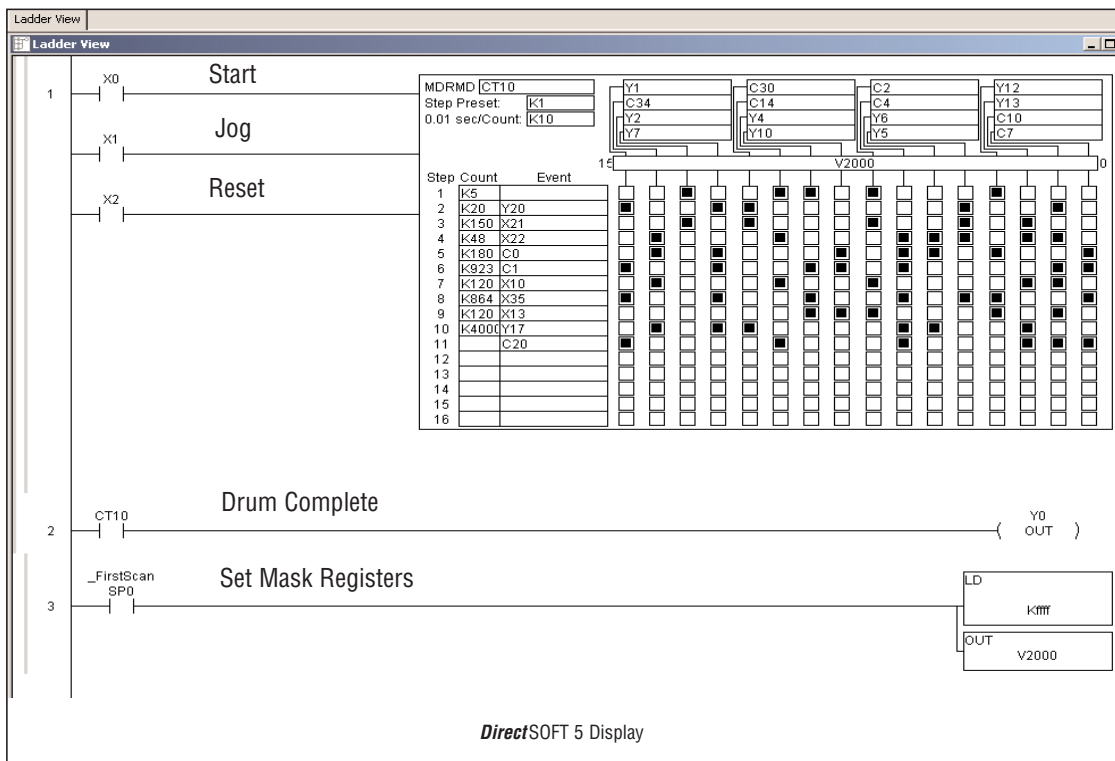 Ladder View
Ladder View
1
X0
Start
X1
Jog
X2
Reset
MDRMD CT10
Step Preset: K1
0.01 sec/Count: K10
Y1 C30 C2 Y12
C34 C14 C4 Y13
Y2 Y4 Y6 C10
Y7 Y10 Y5 C7
15 V2000 0
Step Count Event
1 K5
2 K20 Y20
3 K150 X21
4 K48 X22
5 K180 C0
6 K923 C1
7 K120 X10
8 K864 X35
9 K120 X13
10 K4000 Y17
11 C20
12
13
14
15
16
2
CT10
Drum Complete
Y0
OUT
3
_FirstScan
SP0
Set Mask Registers
LD
Kffff
OUT
V2000
DirectSOFT 5 Display